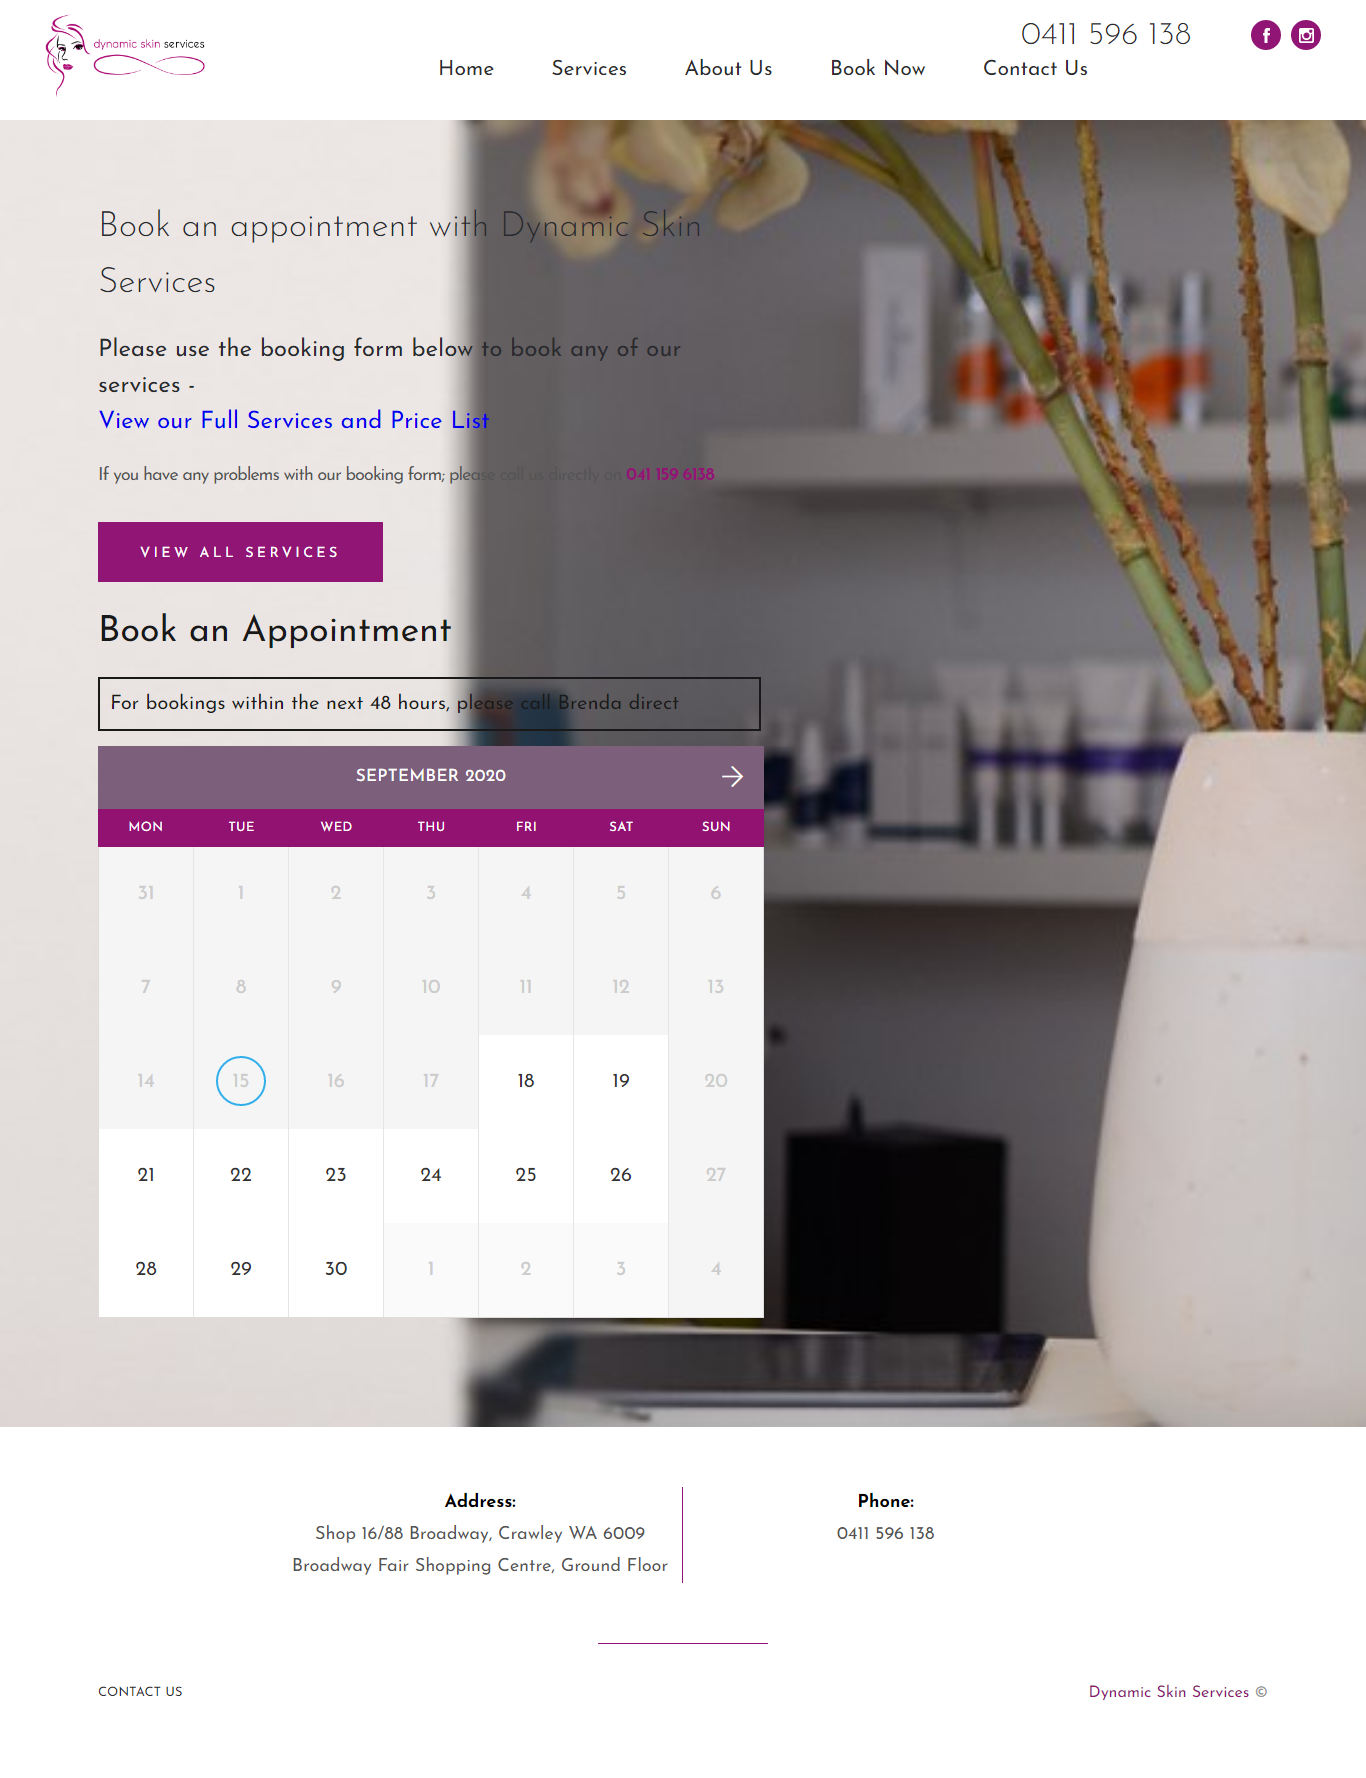 dynamic skin services
0411 596 138
Home Services About Us Book Now Contact Us
Book an appointment with Dynamic Skin
Services
Please use the booking form below to book any of our
services -
View our Full Services and Price List
If you have any problems with our booking form; please call us directly on 041 159 6138
VIEW ALL SERVICES
Book an Appointment
For bookings within the next 48 hours, please call Brenda direct
SEPTEMBER 2020
MON TUE WED THU FRI SAT SUN
31 1 2 3 4 5 6
7 8 9 10 11 12 13
14 15 16 17 18 19 20
21 22 23 24 25 26 27
28 29 30 1 2 3 4
Address:
Shop 16/88 Broadway, Crawley WA 6009
Broadway Fair Shopping Centre, Ground Floor
Phone:
0411 596 138
CONTACT US
Dynamic Skin Services ©